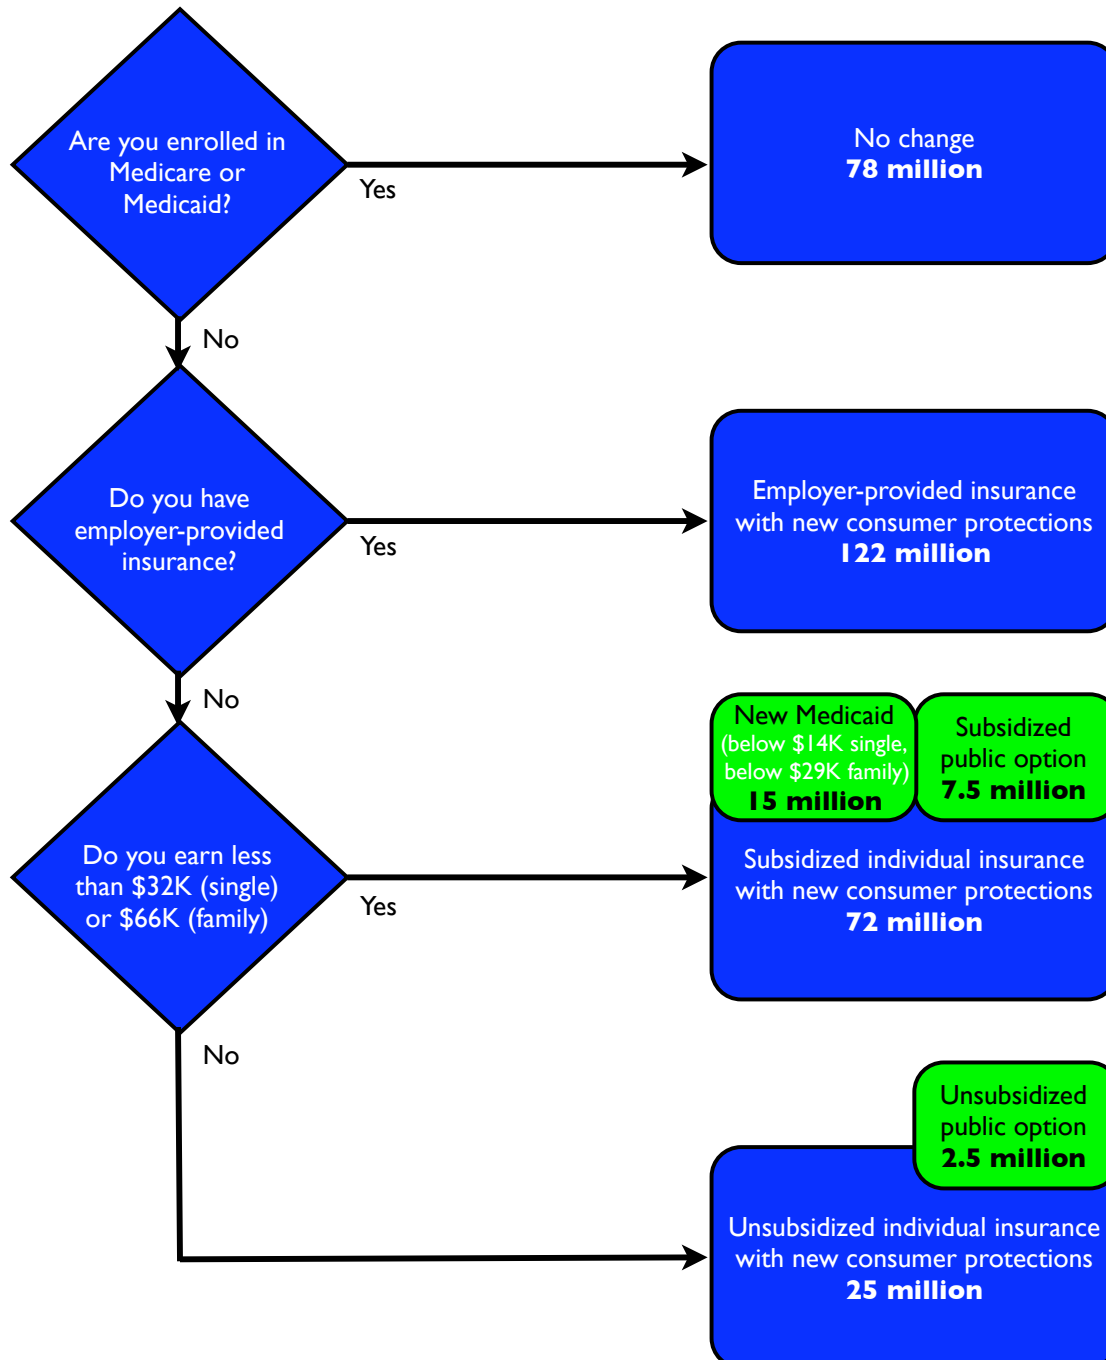 Are you enrolled in
Medicare or
Medicaid?
Yes
No change
78 million
No
Do you have
employer-provided
insurance?
Yes
Employer-provided insurance
with new consumer protections
122 million
No
New Medicaid
(below $14K single,
below $29K family)
15 million
Subsidized
public option
7.5 million
Do you earn less
than $32K (single)
or $66K (family)
Yes
Subsidized individual insurance
with new consumer protections
72 million
No
Unsubsidized
public option
2.5 million
Unsubsidized individual insurance
with new consumer protections
25 million